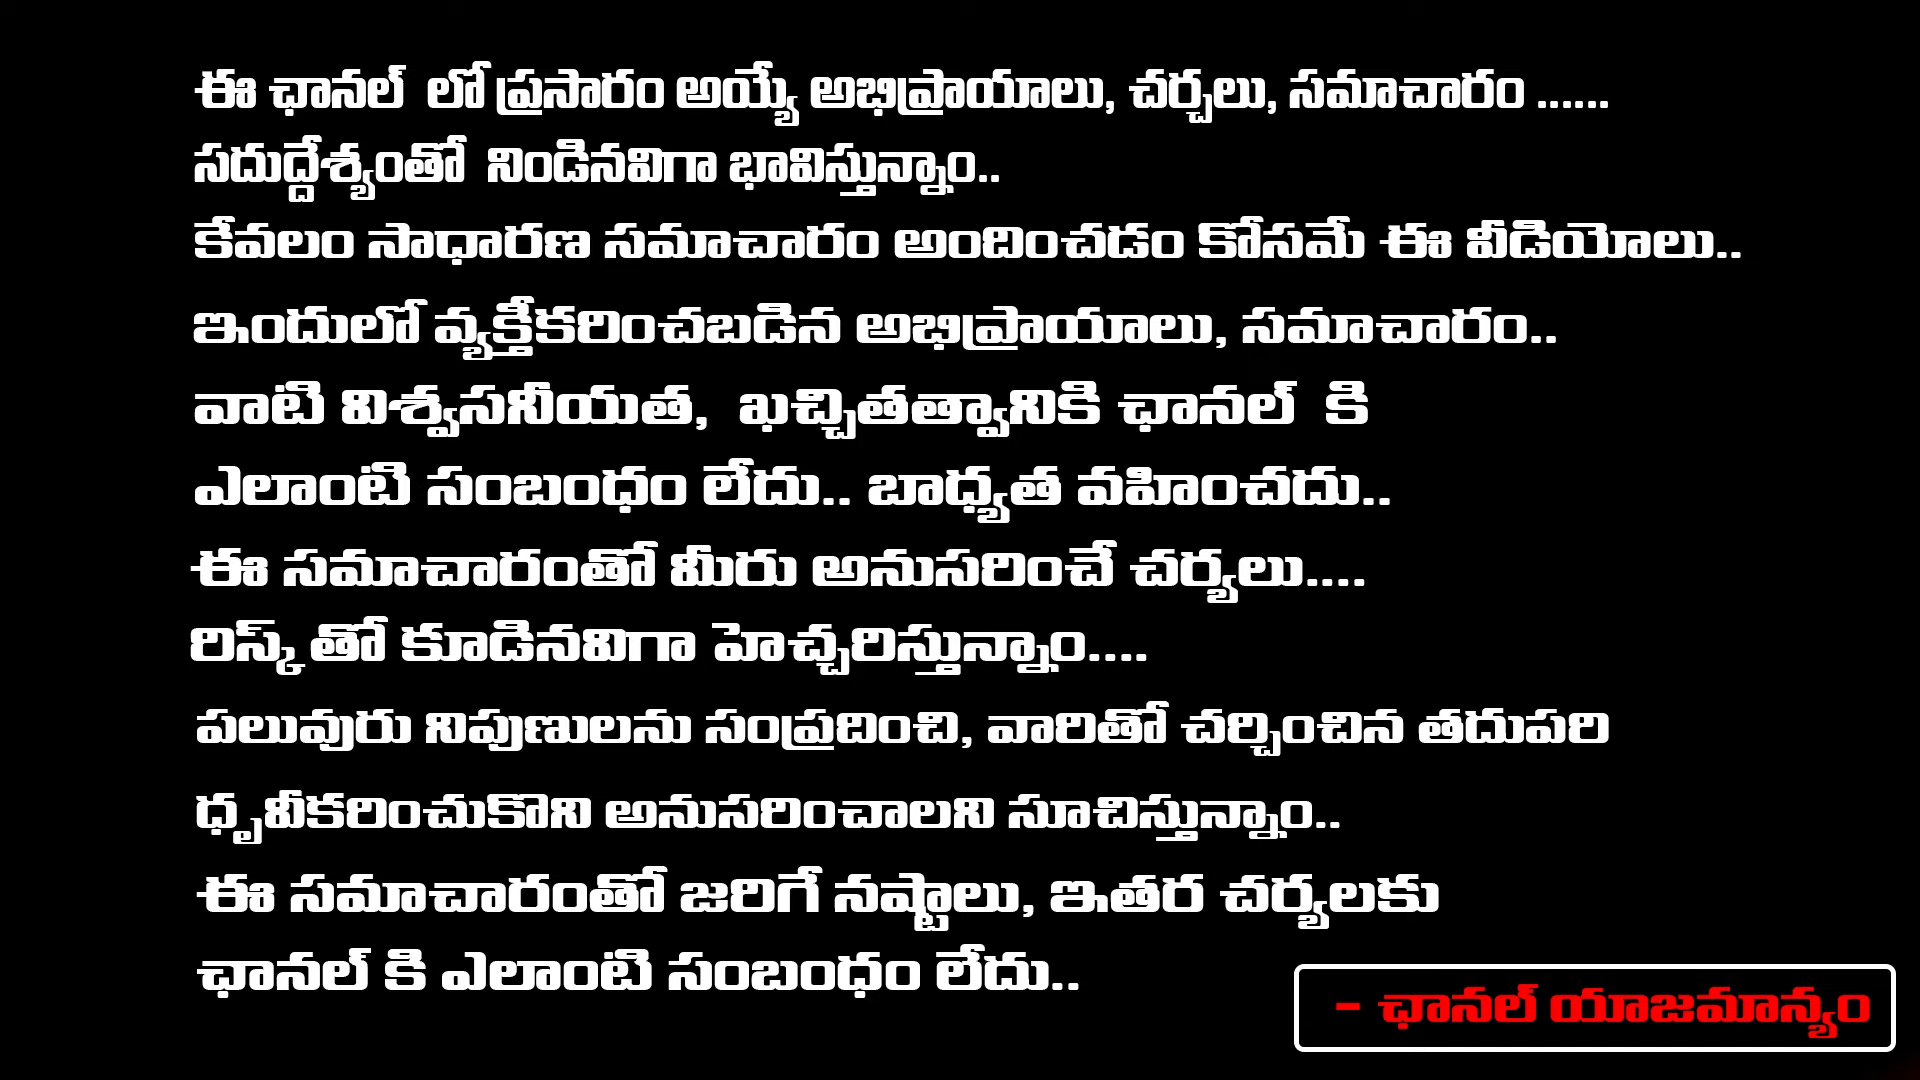 ఈ ఛానల్ లో ప్రసారం అయ్యే అభిప్రాయాలు, చర్చలు, సమాచారం ......
సదుద్దేశ్యంతో నిండినవిగా భావిస్తున్నాం..
కేవలం సాధారణ సమాచారం అందించడం కోసమే ఈ వీడియోలు..
ఇందులో వ్యక్తీకరించబడిన అభిప్రాయాలు, సమాచారం..
వాటి విశ్వసనీయత, ఖచ్చితత్వానికి ఛానల్ కి
ఎలాంటి సంబంధం లేదు.. బాధ్యత వహించదు..
ఈ సమాచారంతో మీరు అనుసరించే చర్యలు....
రిస్క్ తో కూడినవిగా హెచ్చరిస్తున్నాం....
పలువురు నిపుణులను సంప్రదించి, వారితో చర్చించిన తదుపరి
ధృవీకరించుకొని అనుసరించాలని సూచిస్తున్నాం..
ఈ సమాచారంతో జరిగే నష్టాలు, ఇతర చర్యలకు
ఛానల్ కి ఎలాంటి సంబంధం లేదు..
- ఛానల్ యాజమాన్యం